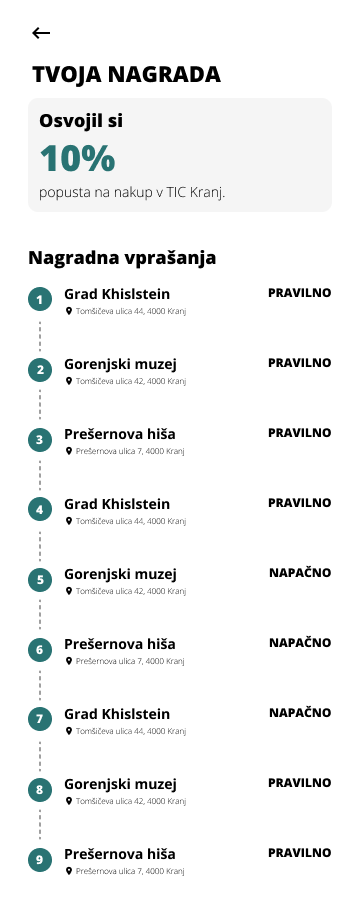 TVOJA NAGRADA
Osvojil si
10%
popusta na nakup v TIC Kranj.
Nagradna vprašanja
1 Grad Khislstein PRAVILNO
Tomšičeva ulica 44, 4000 Kranj
2 Gorenjski muzej PRAVILNO
Tomšičeva ulica 42, 4000 Kranj
3 Prešernova hiša PRAVILNO
Prešernova ulica 7, 4000 Kranj
4 Grad Khislstein PRAVILNO
Tomšičeva ulica 44, 4000 Kranj
5 Gorenjski muzej NAPAČNO
Tomšičeva ulica 42, 4000 Kranj
6 Prešernova hiša NAPAČNO
Prešernova ulica 7, 4000 Kranj
7 Grad Khislstein NAPAČNO
Tomšičeva ulica 44, 4000 Kranj
8 Gorenjski muzej PRAVILNO
Tomšičeva ulica 42, 4000 Kranj
9 Prešernova hiša PRAVILNO
Prešernova ulica 7, 4000 Kranj